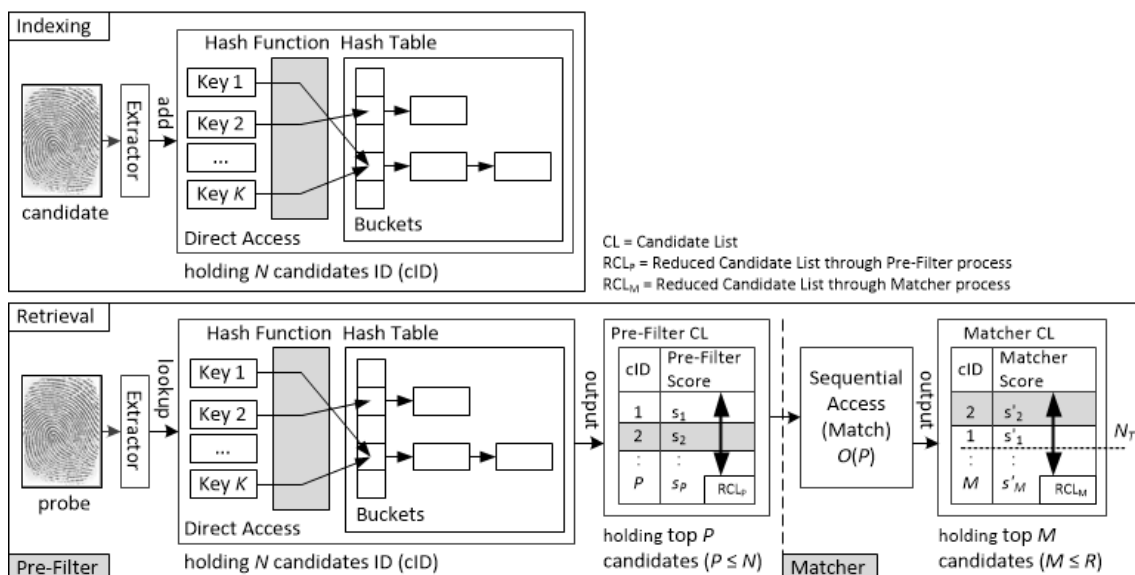 Indexing
candidate
Extractor
add
Hash Function
Hash Table
Key 1
Key 2
...
Key K
Buckets
Direct Access
holding N candidates ID (cID)
CL = Candidate List
RCLP = Reduced Candidate List through Pre-Filter process
RCLM = Reduced Candidate List through Matcher process
Retrieval
probe
Extractor
lookup
Hash Function
Hash Table
Key 1
Key 2
...
Key K
Buckets
Direct Access
holding N candidates ID (cID)
Pre-Filter
output
Pre-Filter CL
cID
Pre-Filter
Score
1 s1
2 s2
: :
P sP
RCLP
holding top P
candidates (P ≤ N)
Sequential
Access
(Match)
O(P)
Matcher
output
Matcher CL
cID
Matcher
Score
2 s'2
1 s'1
: :
M s'M
RCLM
NT
holding top M
candidates (M ≤ R)